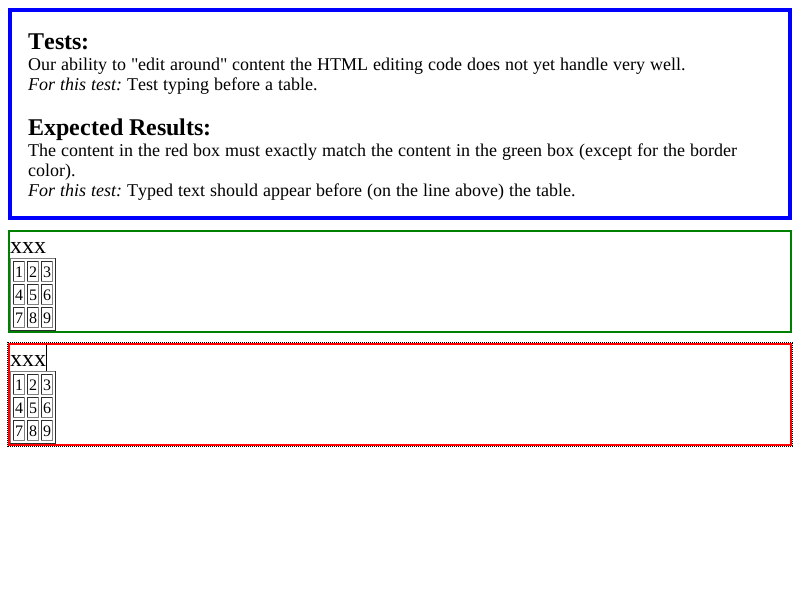 Tests:
Our ability to "edit around" content the HTML editing code does not yet handle very well.
For this test: Test typing before a table.
Expected Results:
The content in the red box must exactly match the content in the green box (except for the border
color).
For this test: Typed text should appear before (on the line above) the table.
xxx
1 2 3
4 5 6
7 8 9
xxx
1 2 3
4 5 6
7 8 9